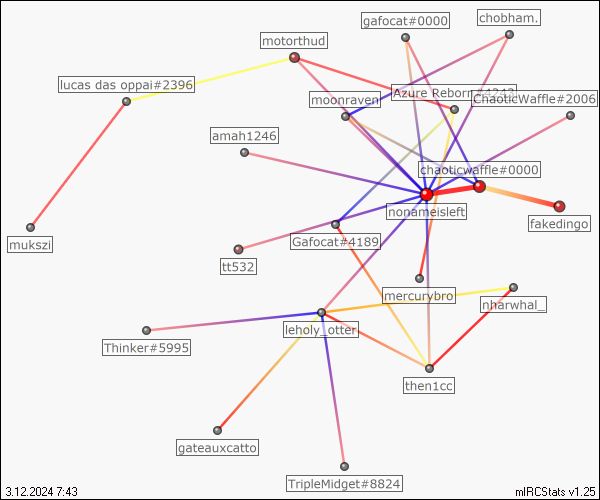 gafocat#0000
chobham.
motorthud
lucas das oppai#2396
Azure Reborn#4242
ChaoticWaffle#2006
moonraven
amah1246
chaoticwaffle#0000
nonameisleft
fakedingo
mukszi
Gafocat#4189
tt532
mercurybro
nharwhal_
leholy_otter
Thinker#5995
then1cc
gateauxcatto
TripleMidget#8824
3.12.2024 7:43
mIRCStats v1.25